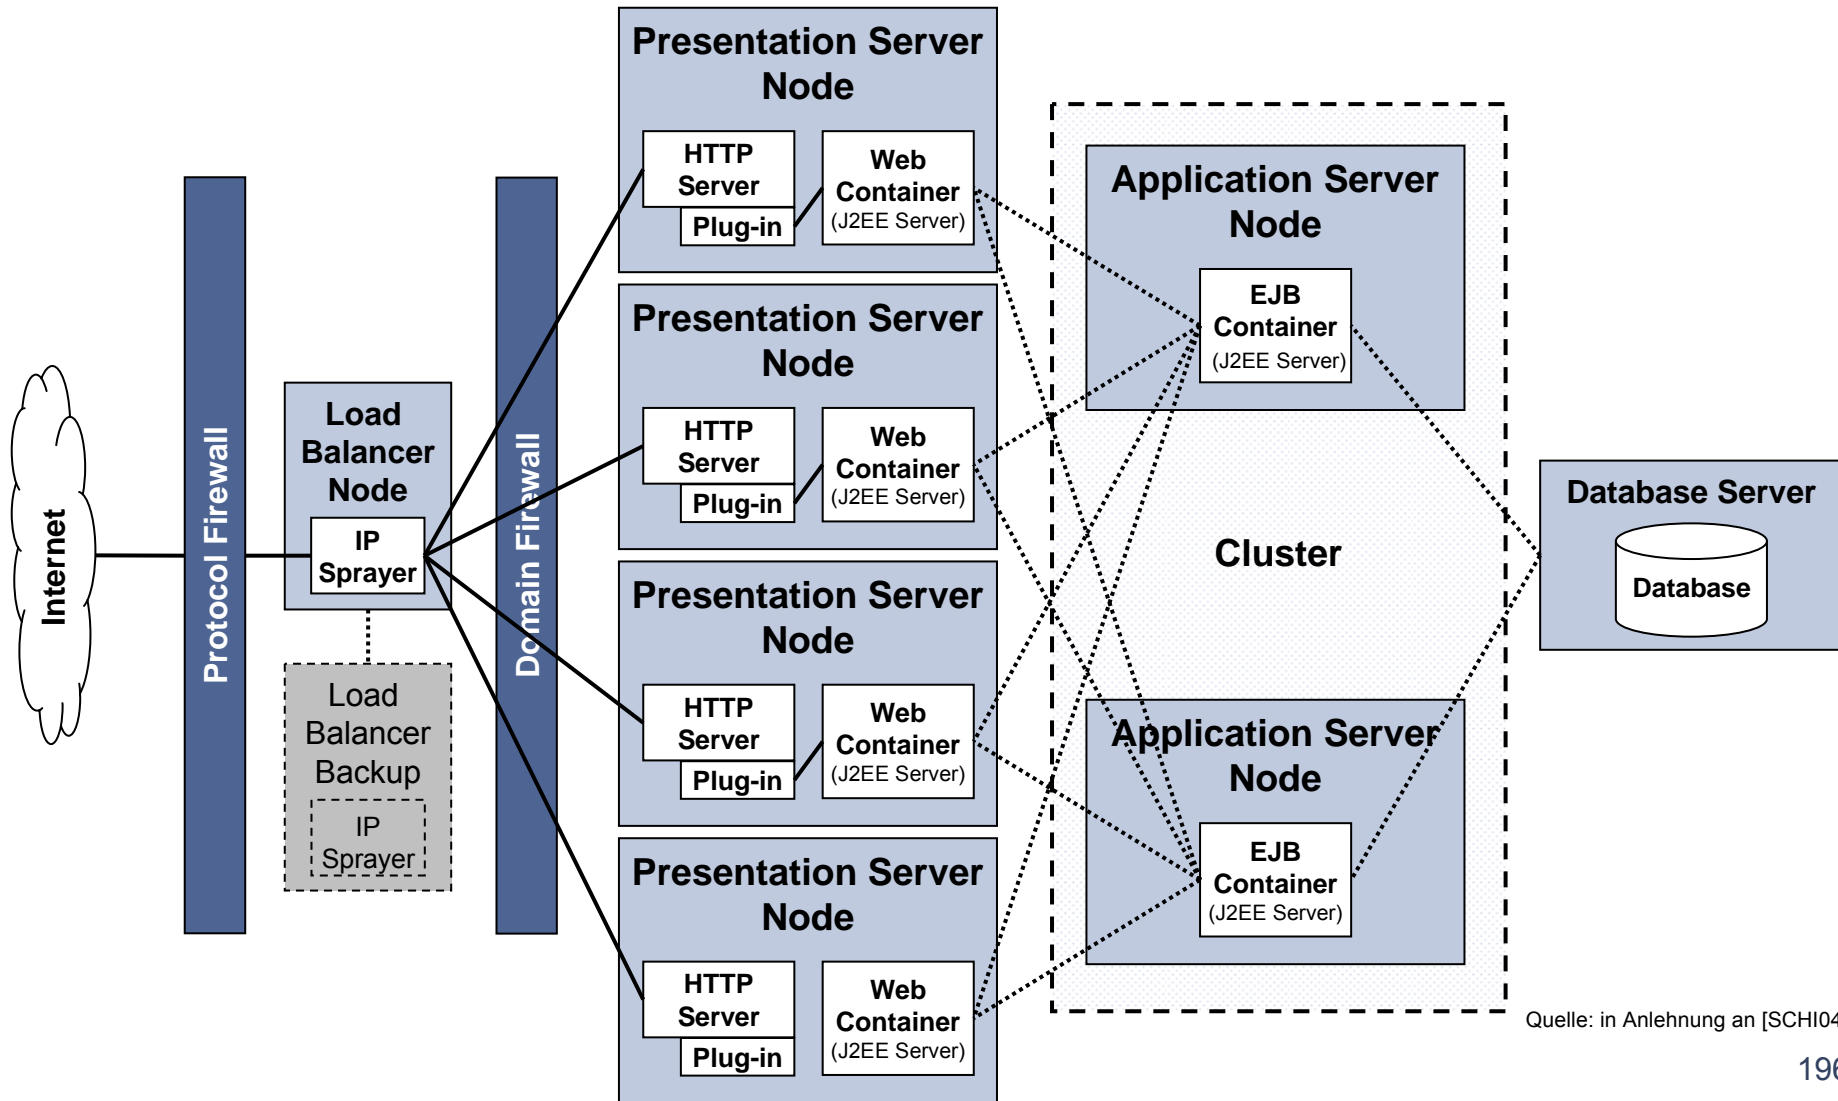 Internet
Protocol Firewall
Load
Balancer
Node
IP
Sprayer
Load
Balancer
Backup
IP
Sprayer
Domain Firewall
Presentation Server
Node
HTTP
Server
Plug-in
Web
Container
(J2EE Server)
Presentation Server
Node
HTTP
Server
Plug-in
Web
Container
(J2EE Server)
Presentation Server
Node
HTTP
Server
Plug-in
Web
Container
(J2EE Server)
Presentation Server
Node
HTTP
Server
Plug-in
Web
Container
(J2EE Server)
Application Server
Node
EJB
Container
(J2EE Server)
Cluster
Application Server
Node
EJB
Container
(J2EE Server)
Database Server
Database
Quelle: in Anlehnung an [SCHI04
196